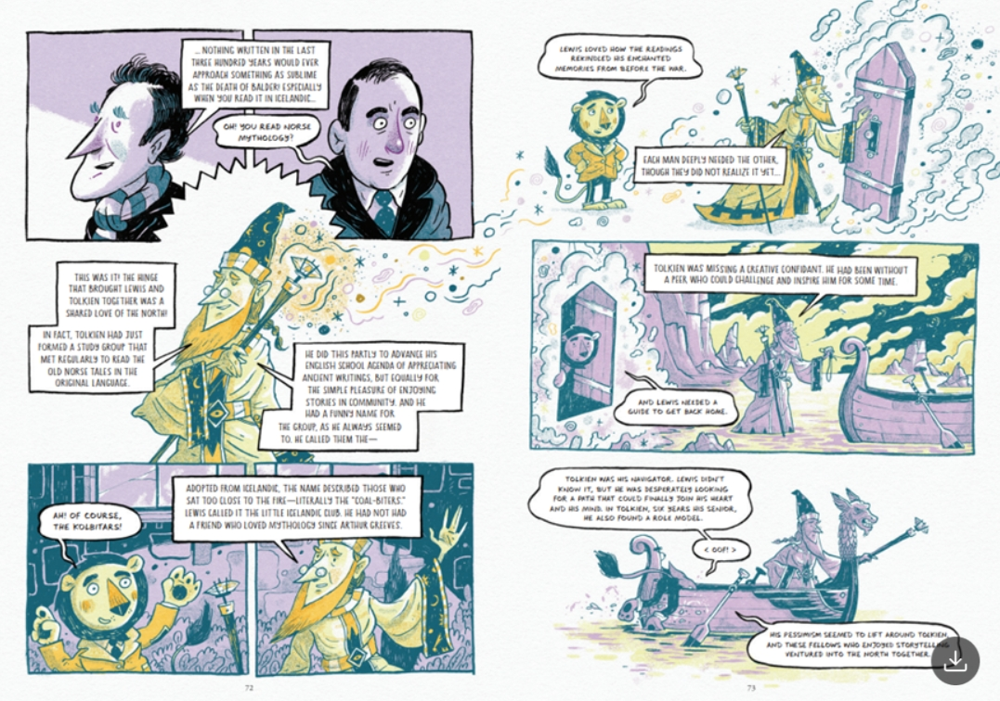 ... NOTHING WRITTEN IN THE LAST
THREE HUNDRED YEARS WOULD EVER
APPROACH SOMETHING AS SUBLIME
AS THE DEATH OF BALDER! ESPECIALLY
WHEN YOU READ IT IN ICELANDIC...
OH! YOU READ NORSE
MYTHOLOGY?
THIS WAS IT! THE HINGE
THAT BROUGHT LEWIS AND
TOLKIEN TOGETHER WAS A
SHARED LOVE OF THE NORTH!
IN FACT, TOLKIEN HAD JUST
FORMED A STUDY GROUP THAT
MET REGULARLY TO READ THE
OLD NORSE TALES IN THE
ORIGINAL LANGUAGE.
HE DID THIS PARTLY TO ADVANCE HIS
ENGLISH SCHOOL AGENDA OF APPRECIATING
ANCIENT WRITINGS, BUT EQUALLY FOR
THE SIMPLE PLEASURE OF ENJOYING
STORIES IN COMMUNITY. AND HE
HAD A FUNNY NAME FOR
THE GROUP, AS HE ALWAYS SEEMED
TO. HE CALLED THEM THE—
AH! OF COURSE,
THE KOLBITARS!
ADOPTED FROM ICELANDIC, THE NAME DESCRIBED THOSE WHO
SAT TOO CLOSE TO THE FIRE—LITERALLY THE "COAL-BITERS."
LEWIS CALLED IT THE LITTLE ICELANDIC CLUB. HE HAD NOT HAD
A FRIEND WHO LOVED MYTHOLOGY SINCE ARTHUR GREEVES.
72
LEWIS LOVED HOW THE READINGS
REKINDLED HIS ENCHANTED
MEMORIES FROM BEFORE THE WAR.
EACH MAN DEEPLY NEEDED THE OTHER,
THOUGH THEY DID NOT REALIZE IT YET...
TOLKIEN WAS MISSING A CREATIVE CONFIDANT. HE HAD BEEN WITHOUT
A PEER WHO COULD CHALLENGE AND INSPIRE HIM FOR SOME TIME.
AND LEWIS NEEDED A
GUIDE TO GET BACK HOME.
TOLKIEN WAS HIS NAVIGATOR. LEWIS DIDN'T
KNOW IT, BUT HE WAS DESPERATELY LOOKING
FOR A PATH THAT COULD FINALLY JOIN HIS HEART
AND HIS MIND. IN TOLKIEN, SIX YEARS HIS SENIOR,
HE ALSO FOUND A ROLE MODEL.
< OOF! >
HIS PESSIMISM SEEMED TO LIFT AROUND TOLKIEN,
AND THESE FELLOWS WHO ENJOYED STORYTELLING
VENTURED INTO THE NORTH TOGETHER.
73